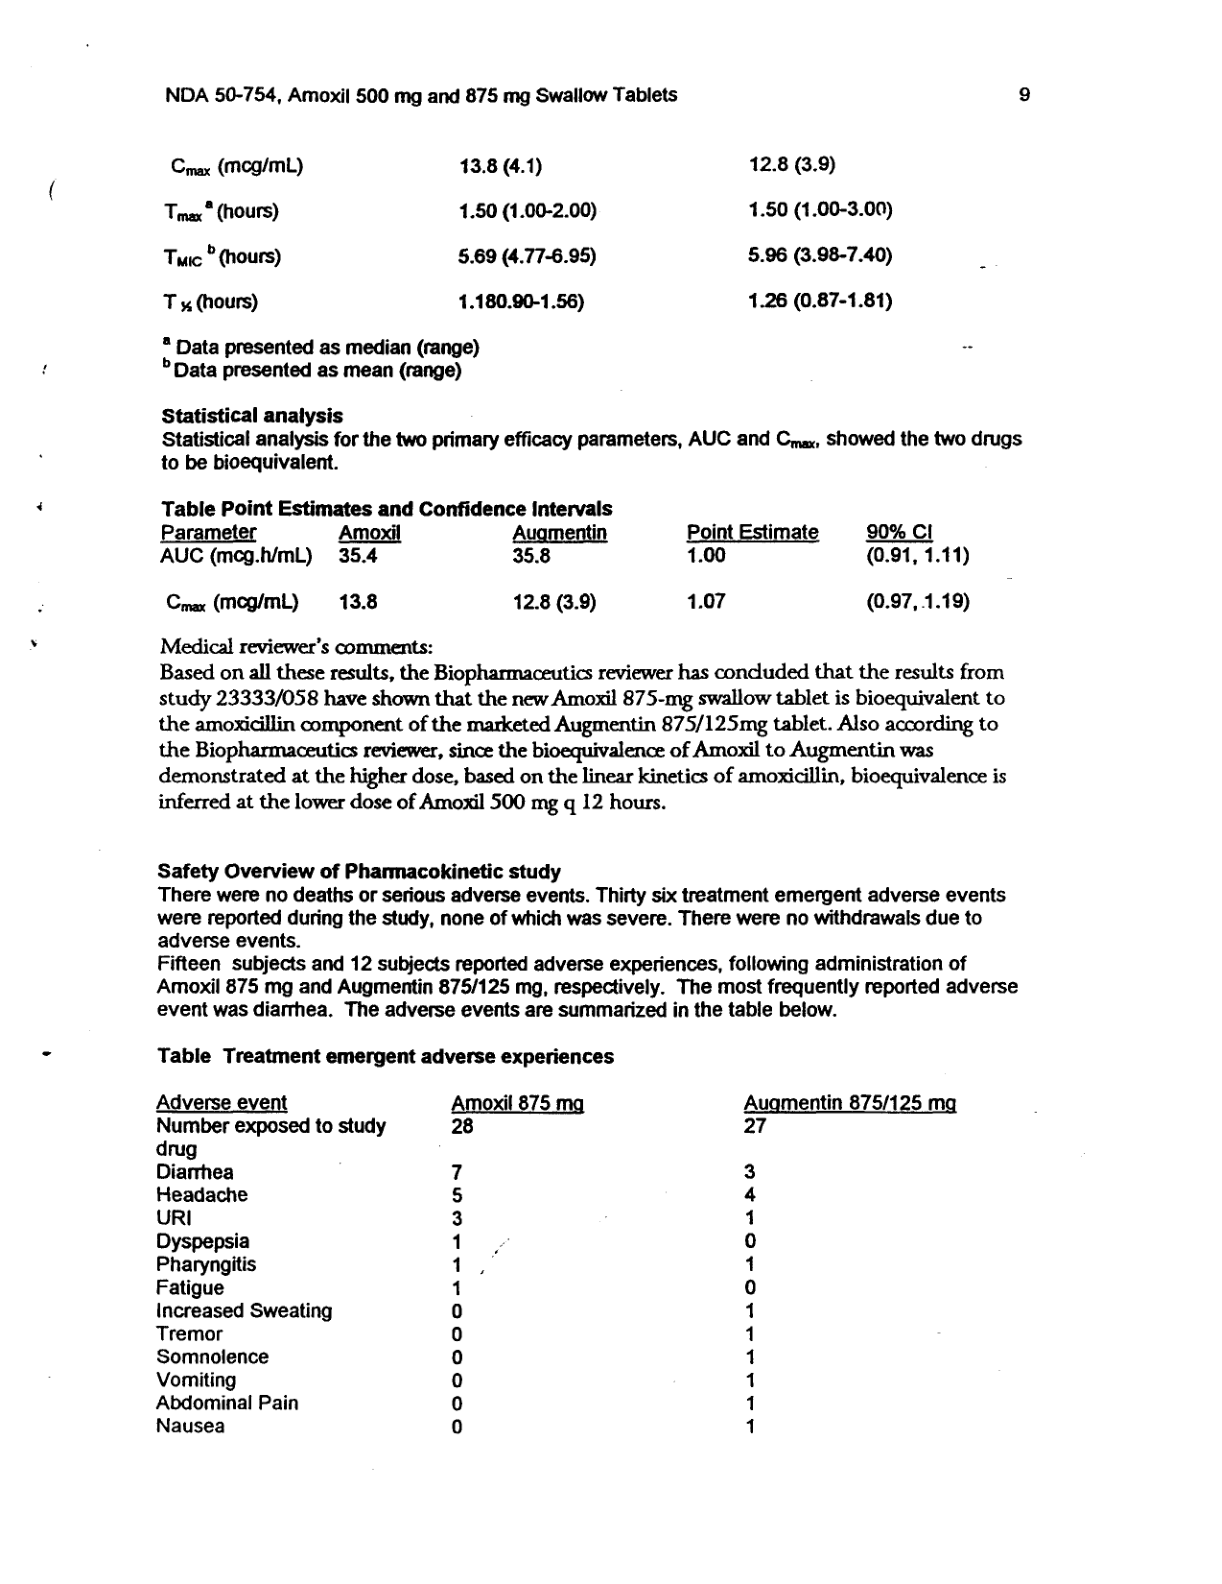 NDA 50-754, Amoxil 500 mg and 875 mg Swallow Tablets 9
Cmax (mcg/mL) 13.8 (4.1) 12.8 (3.9)
Tmax a (hours) 1.50 (1.00-2.00) 1.50 (1.00-3.00)
TMIC b (hours) 5.69 (4.77-6.95) 5.96 (3.98-7.40)
T ½ (hours) 1.180.90-1.56) 1.26 (0.87-1.81)
a Data presented as median (range)
b Data presented as mean (range)
Statistical analysis
Statistical analysis for the two primary efficacy parameters, AUC and Cmax, showed the two drugs
to be bioequivalent.
Table Point Estimates and Confidence Intervals
Parameter Amoxil Augmentin Point Estimate 90% CI
AUC (mcg.h/mL) 35.4 35.8 1.00 (0.91, 1.11)
Cmax (mcg/mL) 13.8 12.8 (3.9) 1.07 (0.97, 1.19)
Medical reviewer's comments:
Based on all these results, the Biopharmaceutics reviewer has concluded that the results from
study 23333/058 have shown that the new Amoxil 875-mg swallow tablet is bioequivalent to
the amoxicillin component of the marketed Augmentin 875/125mg tablet. Also according to
the Biopharmaceutics reviewer, since the bioequivalence of Amoxil to Augmentin was
demonstrated at the higher dose, based on the linear kinetics of amoxicillin, bioequivalence is
inferred at the lower dose of Amoxil 500 mg q 12 hours.
Safety Overview of Pharmacokinetic study
There were no deaths or serious adverse events. Thirty six treatment emergent adverse events
were reported during the study, none of which was severe. There were no withdrawals due to
adverse events.
Fifteen subjects and 12 subjects reported adverse experiences, following administration of
Amoxil 875 mg and Augmentin 875/125 mg, respectively. The most frequently reported adverse
event was diarrhea. The adverse events are summarized in the table below.
Table Treatment emergent adverse experiences
Adverse event Amoxil 875 mg Augmentin 875/125 mg
Number exposed to study 28 27
drug
Diarrhea 7 3
Headache 5 4
URI 3 1
Dyspepsia 1 0
Pharyngitis 1 1
Fatigue 1 0
Increased Sweating 0 1
Tremor 0 1
Somnolence 0 1
Vomiting 0 1
Abdominal Pain 0 1
Nausea 0 1